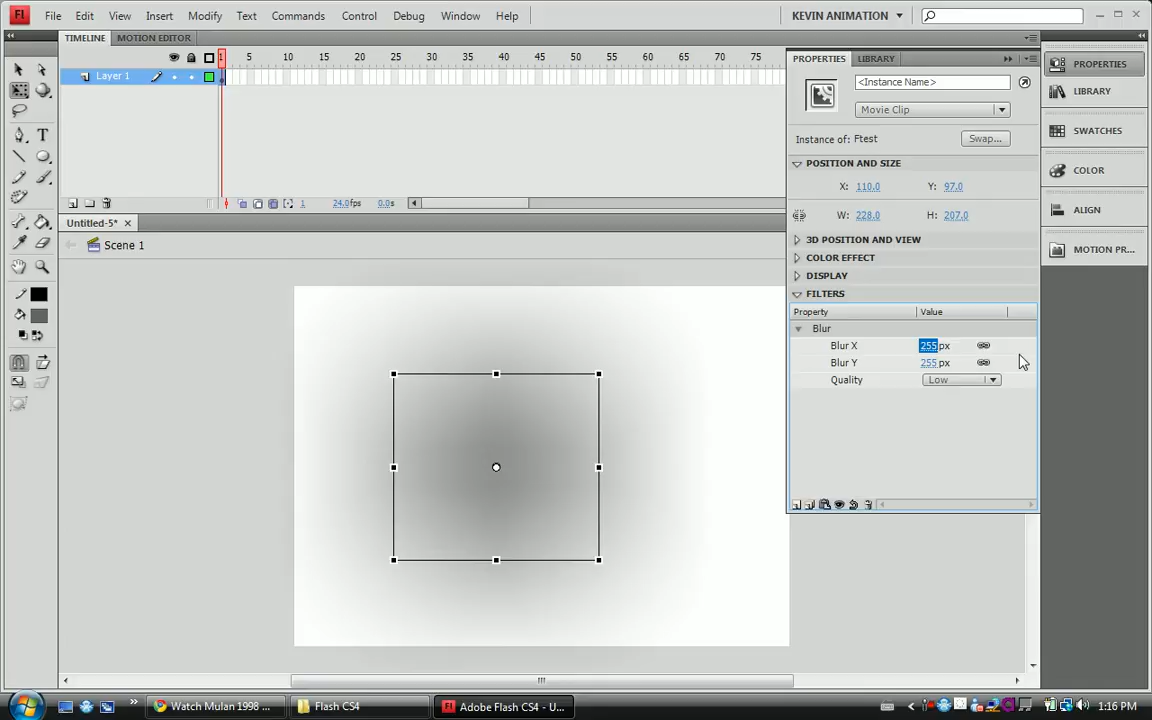 Fl File Edit View Insert Modify Text Commands Control Debug Window Help KEVIN ANIMATION
TIMELINE MOTION EDITOR
1 5 10 15 20 25 30 35 40 45 50 55 60 65 70 75
Layer 1
1 24.0fps 0.0s
Untitled-5*
Scene 1
PROPERTIES LIBRARY
<Instance Name>
Movie Clip
Instance of: Ftest Swap...
POSITION AND SIZE
X: 110.0 Y: 97.0
W: 228.0 H: 207.0
3D POSITION AND VIEW
COLOR EFFECT
DISPLAY
FILTERS
Property Value
Blur
Blur X 255 px
Blur Y 255 px
Quality Low
PROPERTIES
LIBRARY
SWATCHES
COLOR
ALIGN
MOTION PR...
T
Watch Mulan 1998 ... Flash CS4 Fl Adobe Flash CS4 - U... 1:16 PM